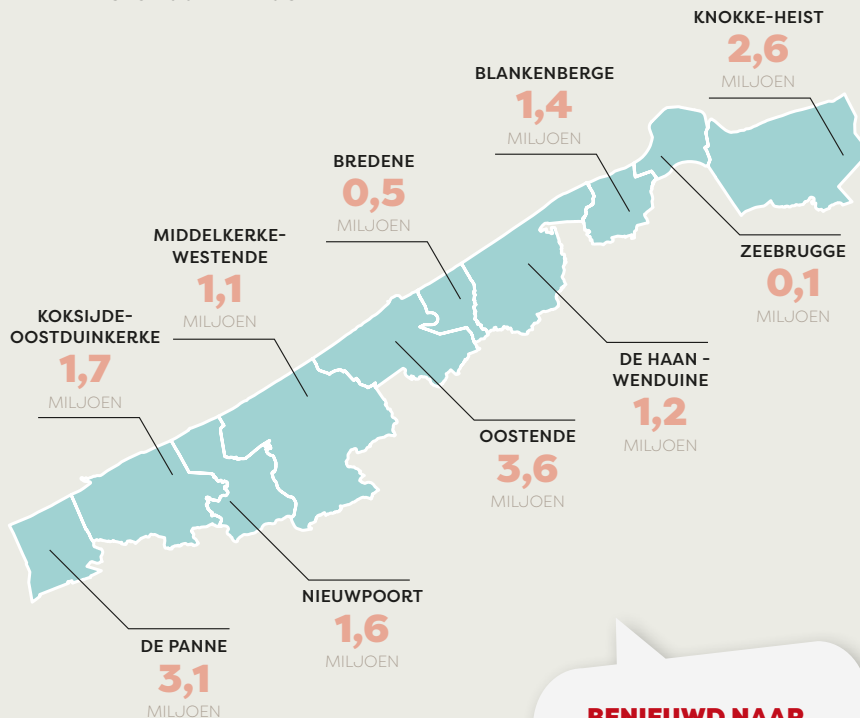 KNOKKE-HEIST
2,6
MILJOEN
BLANKENBERGE
1,4
MILJOEN
BREDENE
0,5
MILJOEN
MIDDELKERKE-
WESTENDE
1,1
MILJOEN
KOKSIJDE-
OOSTDUINKERKE
1,7
MILJOEN
ZEEBRUGGE
0,1
MILJOEN
DE HAAN -
WENDUINE
1,2
MILJOEN
OOSTENDE
3,6
MILJOEN
NIEUWPOORT
1,6
MILJOEN
DE PANNE
3,1
MILJOEN
BENIEUWD NAAR